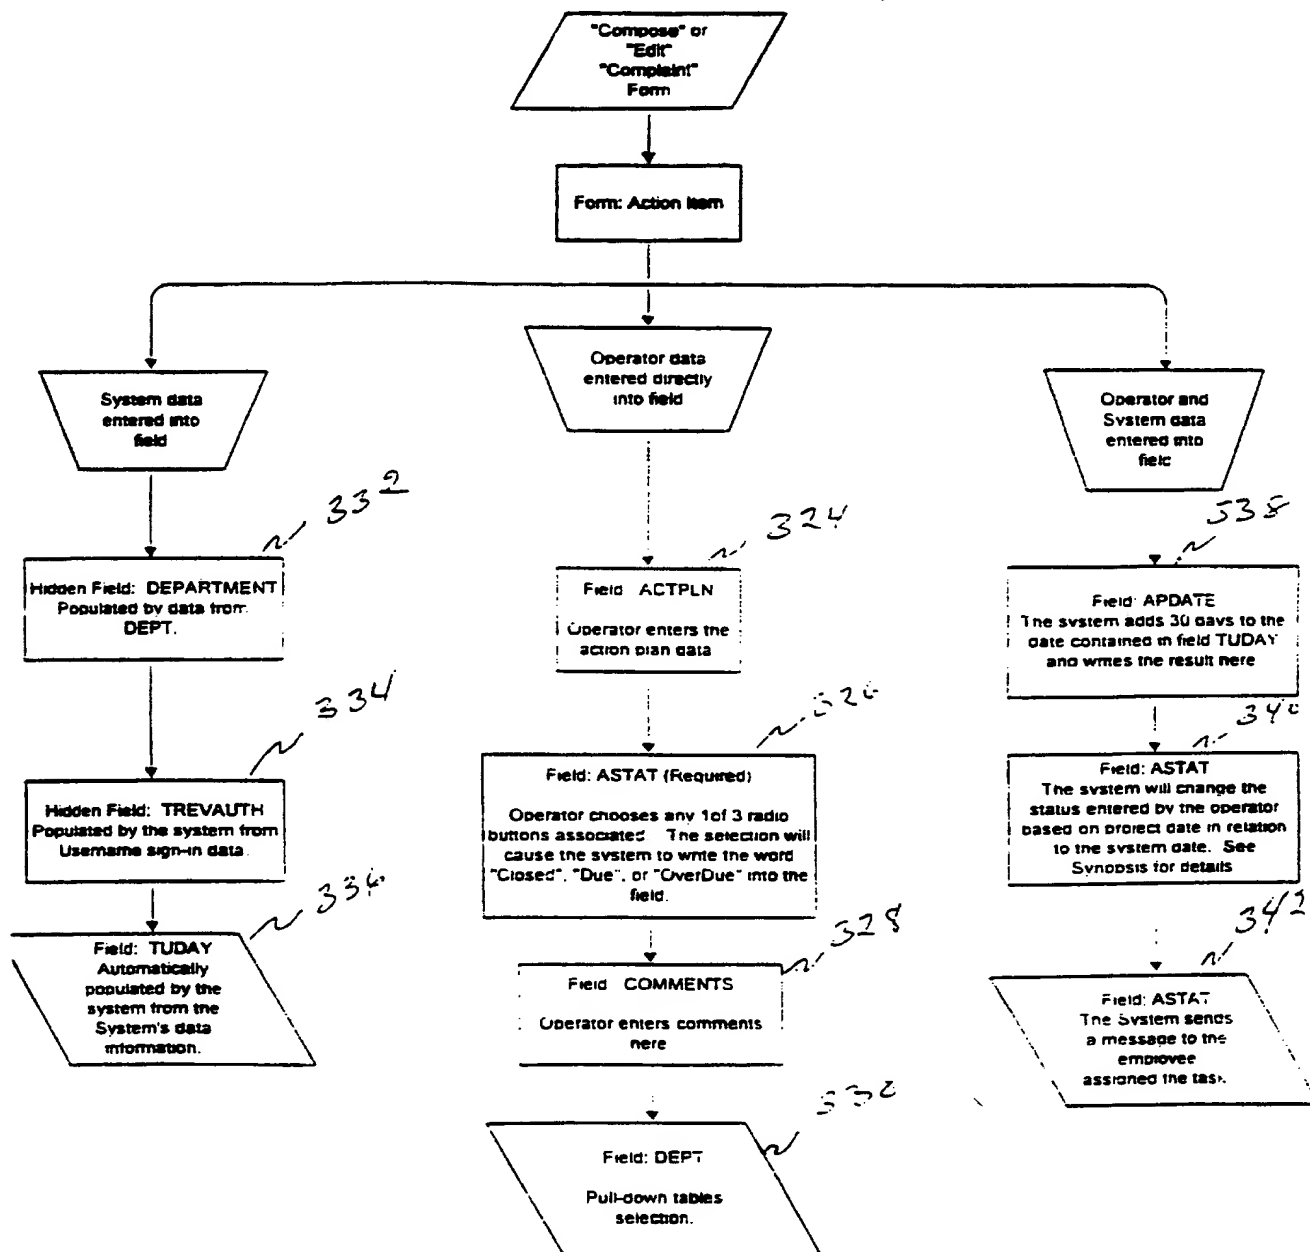 "Compose" or
"Edit"
"Complaint"
Form
Form: Action Item
System data
entered into
field
Operator data
entered directly
into field
Operator and
System data
entered into
field
332
Hidden Field: DEPARTMENT
Populated by data from
DEPT.
334
Hidden Field: TREVAUTH
Populated by the system from
Username sign-in data.
336
Field: TUDAY
Automatically
populated by the
system from the
System's data
information.
324
Field ACTPLN
Operator enters the
action plan data
326
Field: ASTAT (Required)
Operator chooses any 1of 3 radio
buttons associated. The selection will
cause the system to write the word
"Closed", "Due", or "OverDue" into the
field.
328
Field COMMENTS
Operator enters comments
here
330
Field: DEPT
Pull-down tables
selection.
338
Field: APDATE
The system adds 30 days to the
date contained in field TUDAY
and writes the result here
340
Field: ASTAT
The system will change the
status entered by the operator
based on project date in relation
to the system date. See
Synopsis for details
342
Field: ASTAT
The System sends
a message to the
employee
assigned the task.